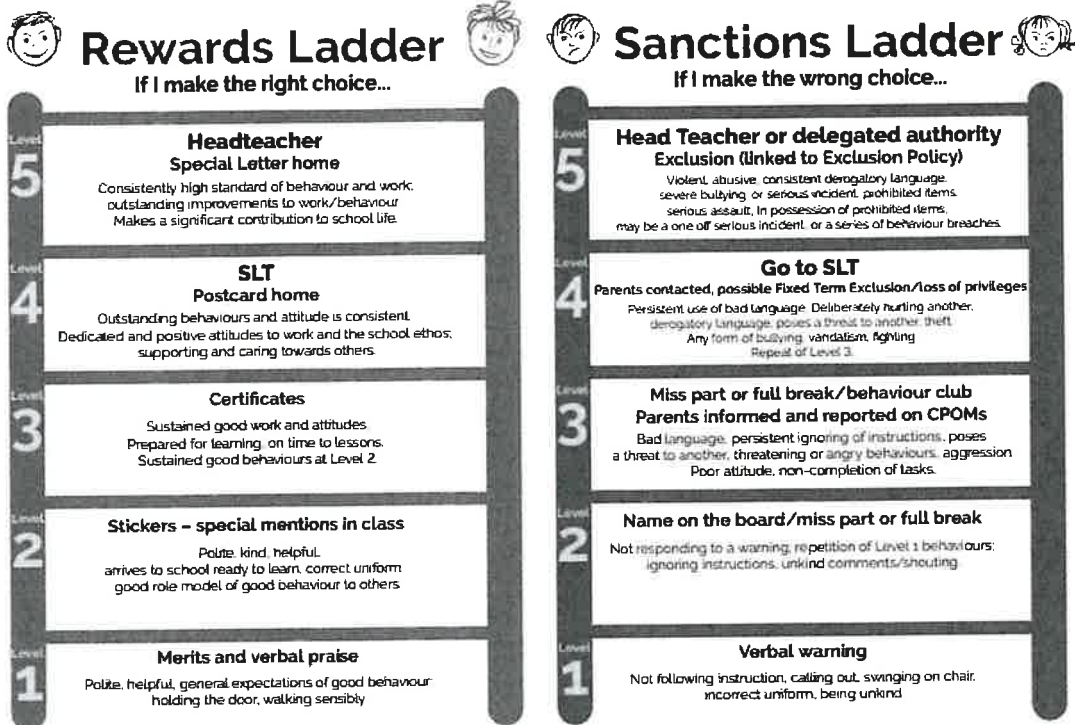 Rewards Ladder
If I make the right choice...
Level
5
Headteacher
Special Letter home
Consistently high standard of behaviour and work;
outstanding improvements to work/behaviour
Makes a significant contribution to school life
Level
4
SLT
Postcard home
Outstanding behaviours and attitude is consistent
Dedicated and positive attitudes to work and the school ethos;
supporting and caring towards others
Level
3
Certificates
Sustained good work and attitudes
Prepared for learning, on time to lessons.
Sustained good behaviours at Level 2
Level
2
Stickers – special mentions in class
Polite, kind, helpful,
arrives to school ready to learn, correct uniform
good role model of good behaviour to others
Level
1
Merits and verbal praise
Polite, helpful, general expectations of good behaviour
holding the door, walking sensibly
Sanctions Ladder
If I make the wrong choice...
Level
5
Head Teacher or delegated authority
Exclusion (linked to Exclusion Policy)
Violent, abusive, consistent derogatory language,
severe bullying, or serious incident, prohibited items,
serious assault, In possession of prohibited items,
may be a one off serious incident, or a series of behaviour breaches.
Level
4
Go to SLT
Parents contacted, possible Fixed Term Exclusion/loss of privileges
Persistent use of bad language. Deliberately hurting another,
derogatory language, poses a threat to another, theft
Any form of bullying, vandalism, fighting
Repeat of Level 3.
Level
3
Miss part or full break/behaviour club
Parents informed and reported on CPOMs
Bad language, persistent ignoring of instructions, poses
a threat to another, threatening or angry behaviours, aggression
Poor attitude, non-completion of tasks.
Level
2
Name on the board/miss part or full break
Not responding to a warning, repetition of Level 1 behaviours;
ignoring instructions, unkind comments/shouting
Level
1
Verbal warning
Not following instruction, calling out, swinging on chair,
incorrect uniform, being unkind